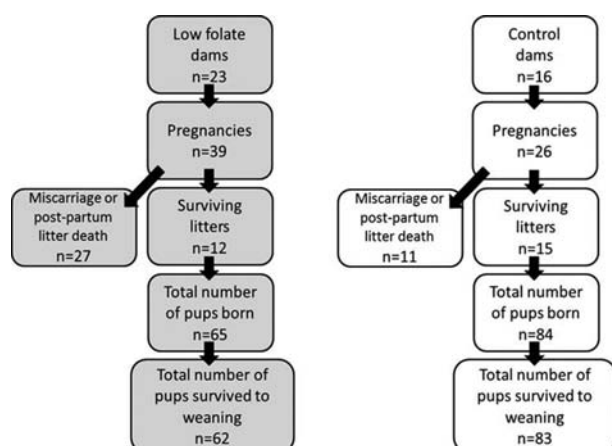 Low folate
dams
n=23
Pregnancies
n=39
Miscarriage or
post-partum
litter death
n=27
Surviving
litters
n=12
Total number
of pups born
n=65
Total number of
pups survived to
weaning
n=62
Control
dams
n=16
Pregnancies
n=26
Miscarriage or
post-partum
litter death
n=11
Surviving
litters
n=15
Total number
of pups born
n=84
Total number of
pups survived to
weaning
n=83